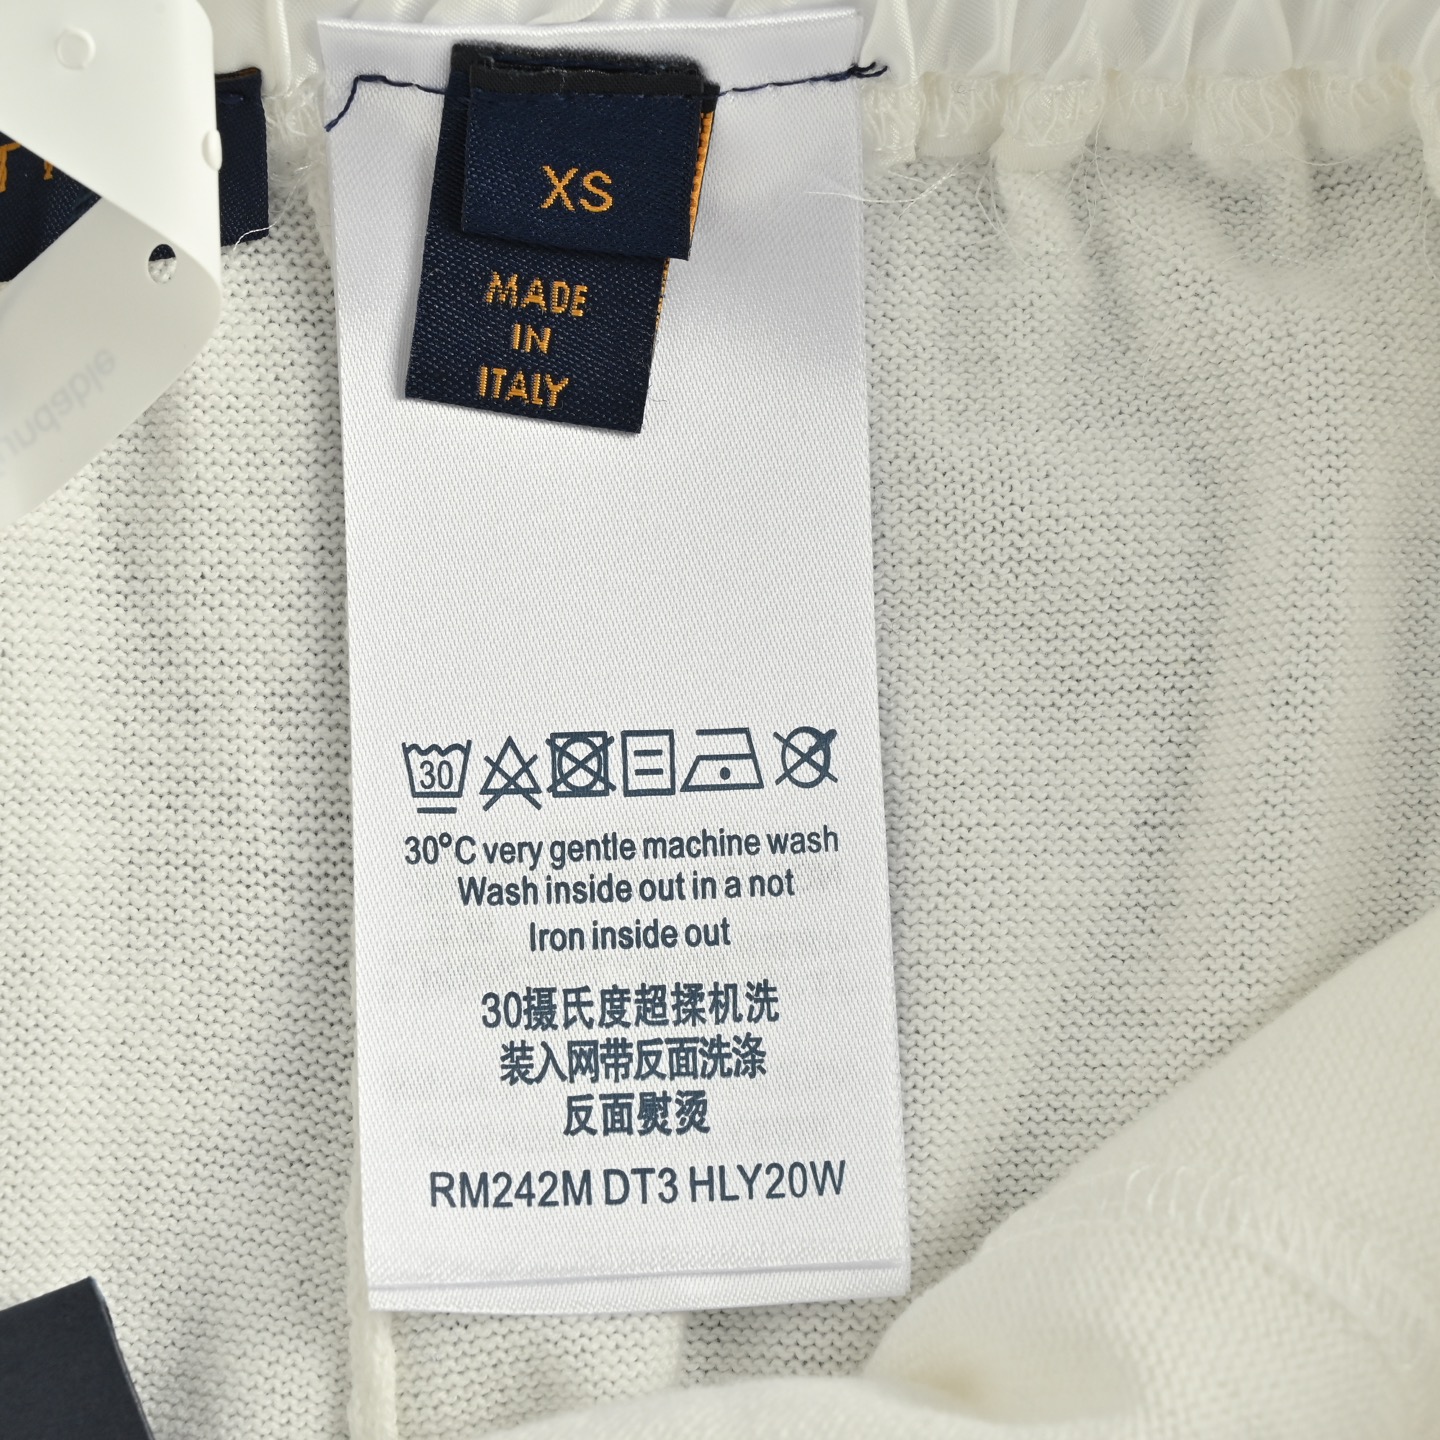 XS
MADE
IN
ITALY
30
30°C very gentle machine wash
Wash inside out in a not
Iron inside out
30摄氏度超揉机洗
装入网带反面洗涤
反面熨烫
RM242M DT3 HLY20W